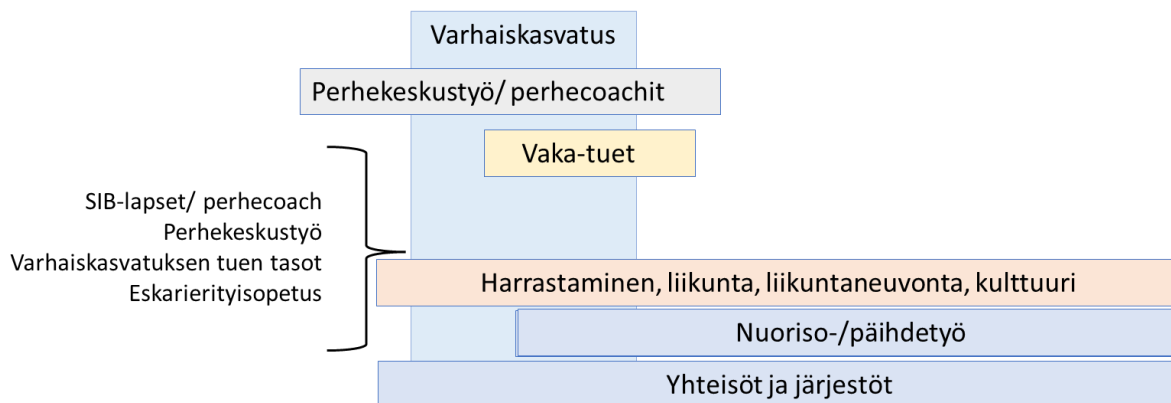 Varhaiskasvatus
Perhekeskustyö/ perhecoachit
Vaka-tuet
SIB-lapset/ perhecoach
Perhekeskustyö
Varhaiskasvatuksen tuen tasot
Eskarierityisopetus
Harrastaminen, liikunta, liikuntaneuvonta, kulttuuri
Nuoriso-/päihdetyö
Yhteisöt ja järjestöt